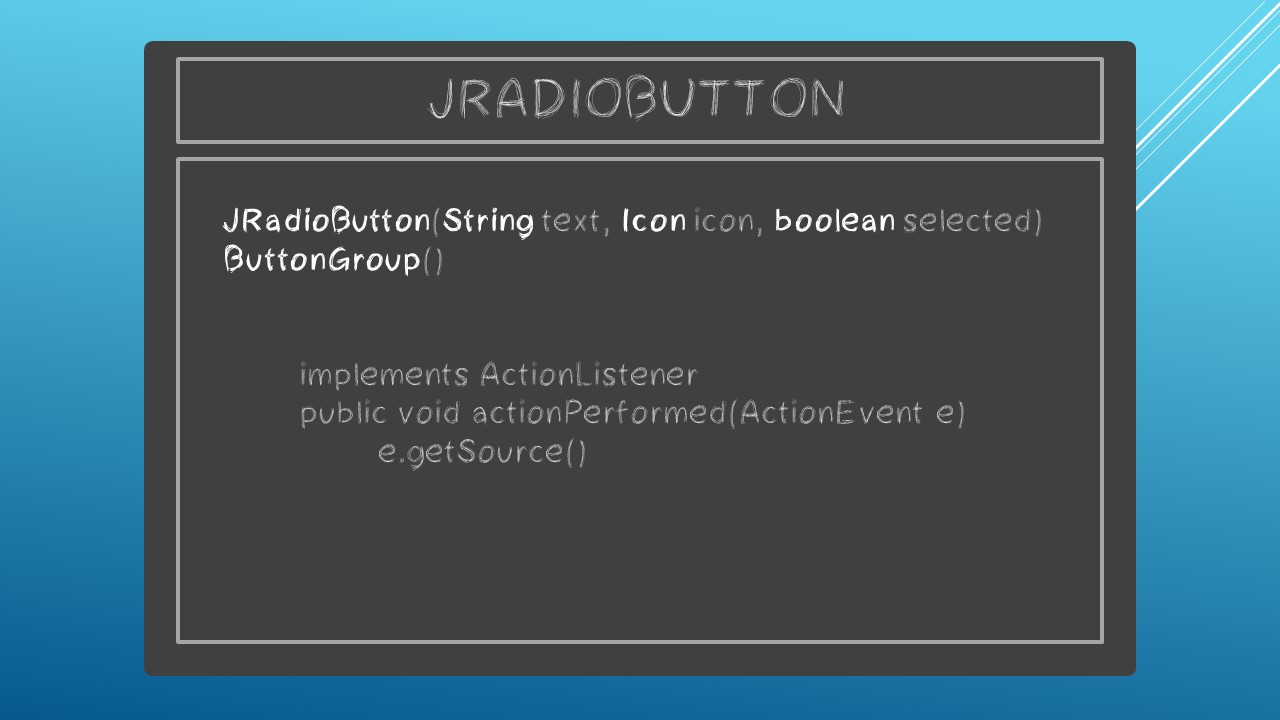 JRADIOBUTTON
JRadioButton(String text, Icon icon, boolean selected)
ButtonGroup()
implements ActionListener
public void actionPerformed(ActionEvent e)
e.getSource()